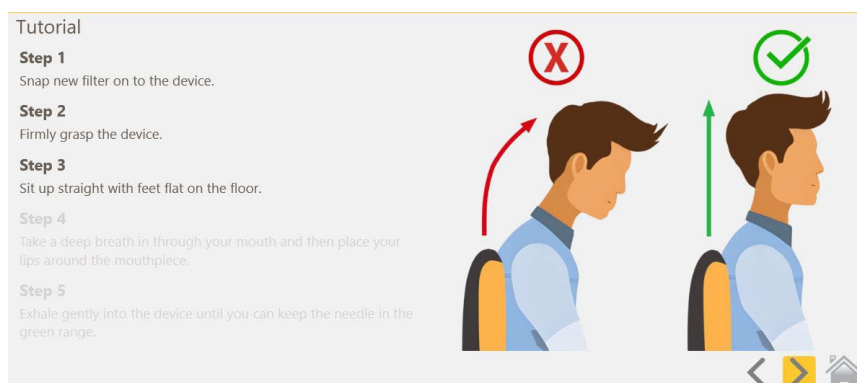 Tutorial
Step 1
Snap new filter on to the device.
Step 2
Firmly grasp the device.
Step 3
Sit up straight with feet flat on the floor.
Step 4
Take a deep breath in through your mouth and then place your
lips around the mouthpiece.
Step 5
Exhale gently into the device until you can keep the needle in the
green range.